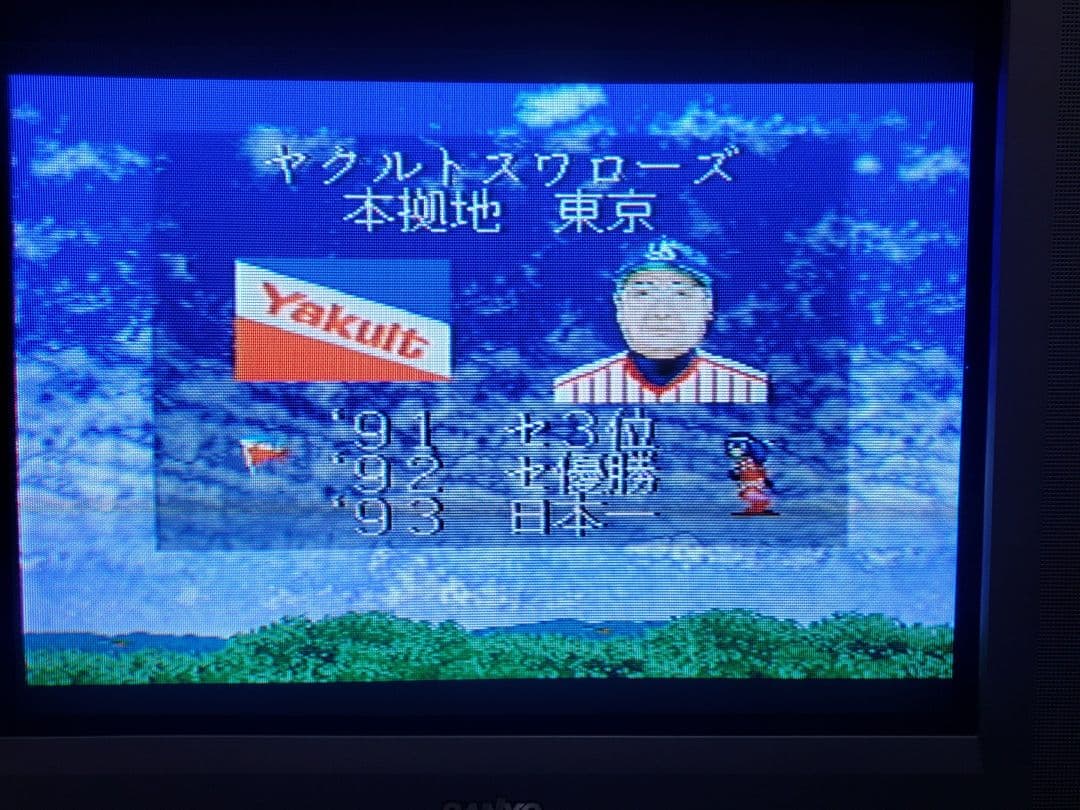 ヤクルトスワローズ
本拠地 東京
YS
Yakult
'91 セ3位
'92 セ優勝
'93 日本一